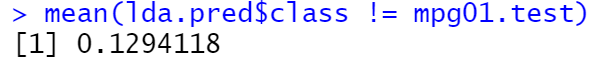 > mean(lda.pred$class != mpg01.test)
[1] 0.1294118